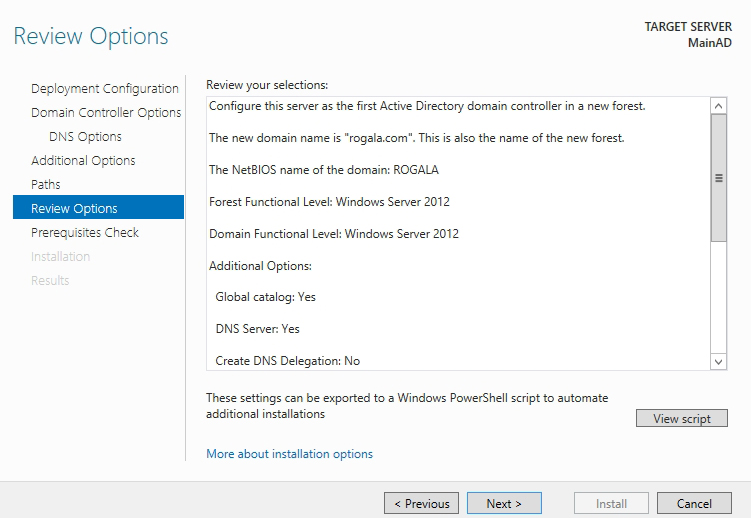 Review Options
TARGET SERVER
MainAD
Deployment Configuration
Domain Controller Options
DNS Options
Additional Options
Paths
Review Options
Prerequisites Check
Installation
Results
Review your selections:
Configure this server as the first Active Directory domain controller in a new forest.
The new domain name is "rogala.com". This is also the name of the new forest.
The NetBIOS name of the domain: ROGALA
Forest Functional Level: Windows Server 2012
Domain Functional Level: Windows Server 2012
Additional Options:
Global catalog: Yes
DNS Server: Yes
Create DNS Delegation: No
These settings can be exported to a Windows PowerShell script to automate
additional installations
View script
More about installation options
< Previous
Next >
Install
Cancel